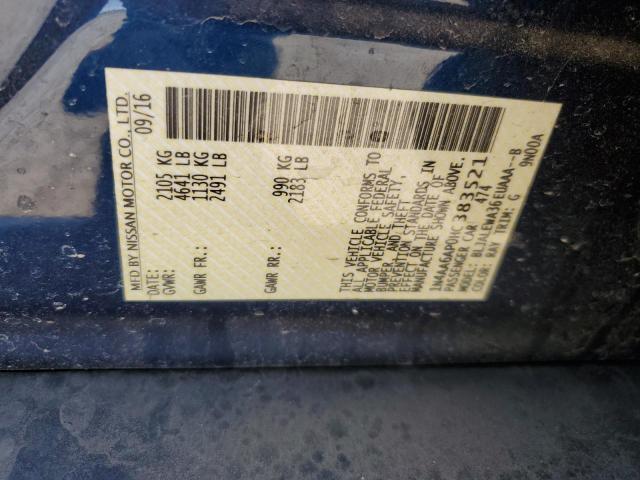 MFD BY NISSAN MOTOR CO., LTD.
DATE: 09/16
GVWR: 2105 KG
4641 LB
GAWR FR: 1130 KG
2491 LB
GAWR RR: 990 KG
2183 LB
THIS VEHICLE CONFORMS TO
ALL APPLICABLE FEDERAL
MOTOR VEHICLE SAFETY,
BUMPER, AND THEFT
PREVENTION STANDARDS IN
EFFECT ON THE DATE OF
MANUFACTURE SHOWN ABOVE.
1N4AA6AP0HC 383521
PASSENGER CAR 474
MODEL: BLJALEWA36EUAAA--B
COLOR: RAY TRIM: G 9N00A